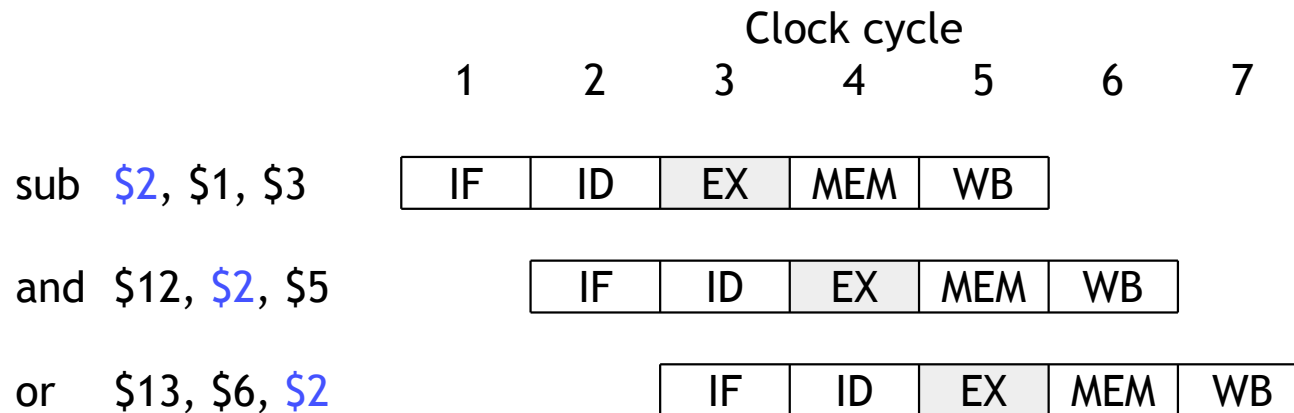 Clock cycle
1 2 3 4 5 6 7
sub $2, $1, $3 IF ID EX MEM WB
and $12, $2, $5 IF ID EX MEM WB
or $13, $6, $2 IF ID EX MEM WB